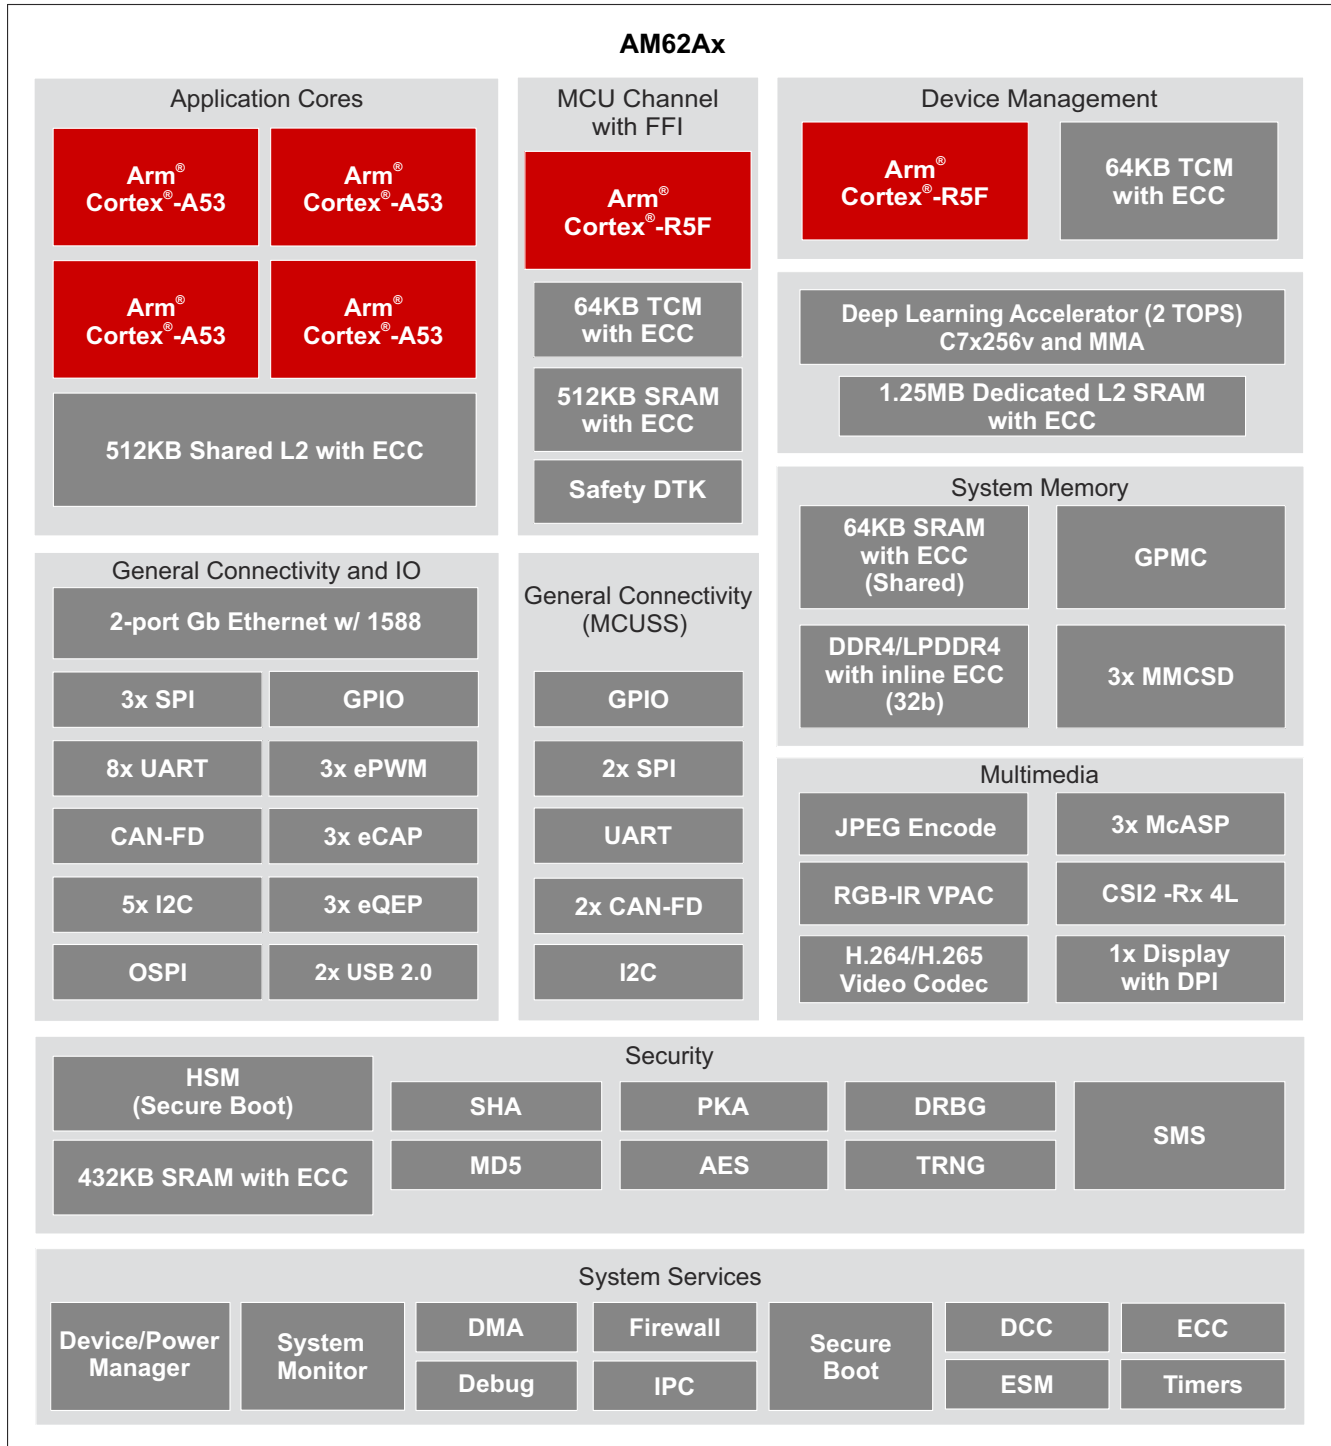 AM62Ax
Application Cores
Arm®
Cortex®-A53
Arm®
Cortex®-A53
Arm®
Cortex®-A53
Arm®
Cortex®-A53
512KB Shared L2 with ECC
MCU Channel
with FFI
Arm®
Cortex®-R5F
64KB TCM
with ECC
512KB SRAM
with ECC
Safety DTK
Device Management
Arm®
Cortex®-R5F
64KB TCM
with ECC
Deep Learning Accelerator (2 TOPS)
C7x256v and MMA
1.25MB Dedicated L2 SRAM
with ECC
System Memory
64KB SRAM
with ECC
(Shared)
GPMC
DDR4/LPDDR4
with inline ECC
(32b)
3x MMCSD
General Connectivity and IO
2-port Gb Ethernet w/ 1588
3x SPI
GPIO
8x UART
3x ePWM
CAN-FD
3x eCAP
5x I2C
3x eQEP
OSPI
2x USB 2.0
General Connectivity
(MCUSS)
GPIO
2x SPI
UART
2x CAN-FD
I2C
Multimedia
JPEG Encode
3x McASP
RGB-IR VPAC
CSI2 -Rx 4L
H.264/H.265
Video Codec
1x Display
with DPI
Security
HSM
(Secure Boot)
432KB SRAM with ECC
SHA
PKA
DRBG
MD5
AES
TRNG
SMS
System Services
Device/Power
Manager
System
Monitor
DMA
Debug
Firewall
IPC
Secure
Boot
DCC
ESM
ECC
Timers